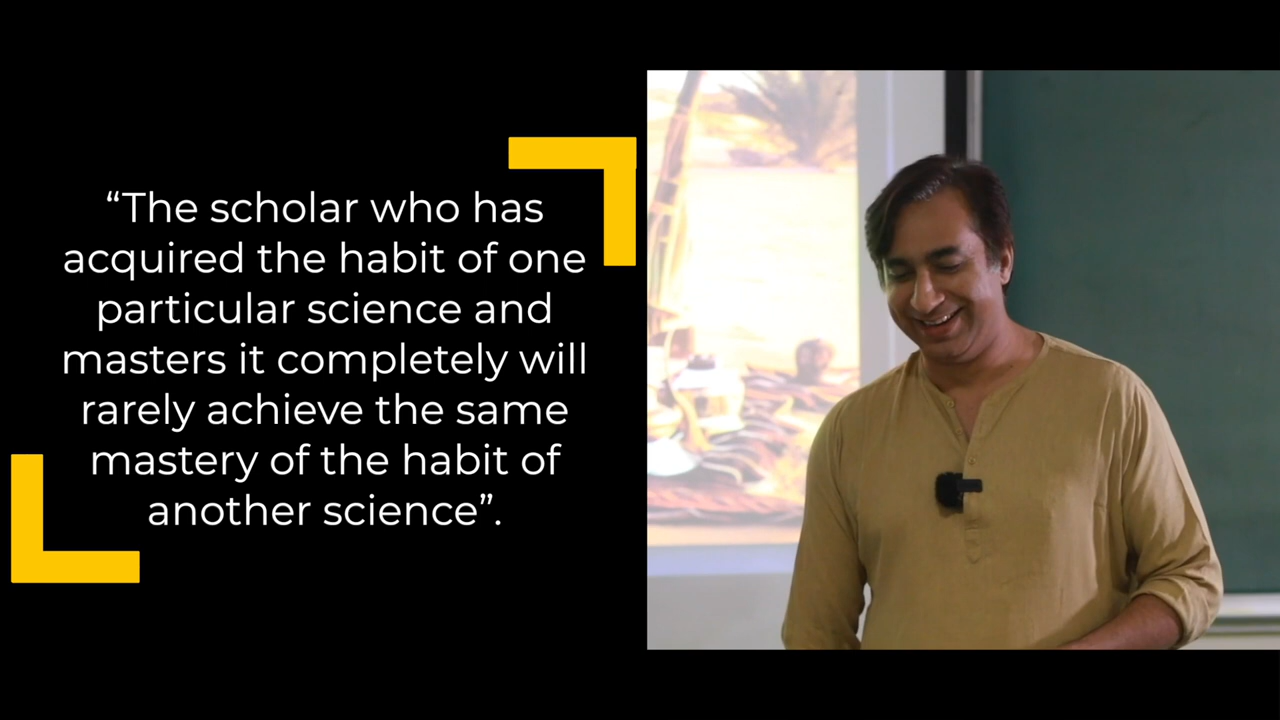 “The scholar who has
acquired the habit of one
particular science and
masters it completely will
rarely achieve the same
mastery of the habit of
another science”.